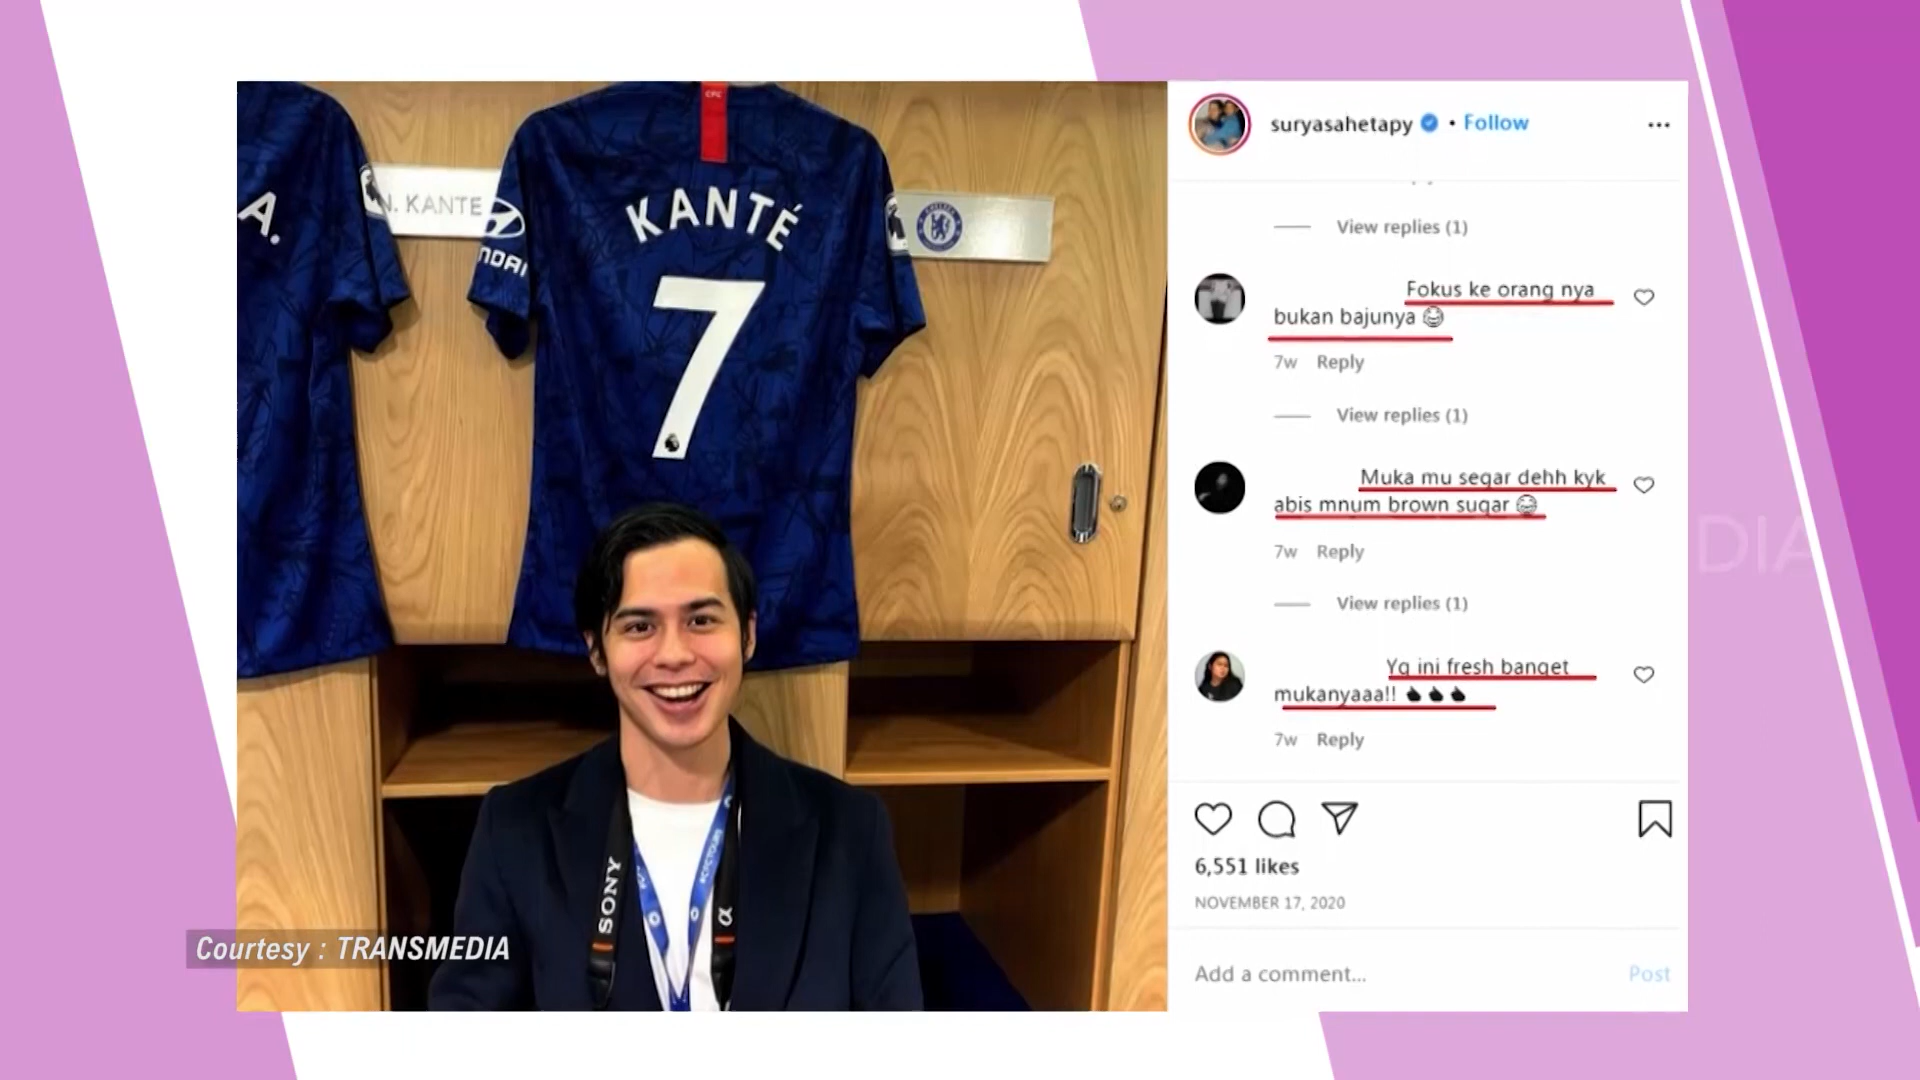 CFC
A.
N. KANTE
KANTÉ
7
SONY
α
suryasahetapy • Follow
View replies (1)
Fokus ke orang nya
bukan bajunya 😂
7w Reply
View replies (1)
Muka mu segar dehh kyk
abis mnum brown sugar 😂
7w Reply
View replies (1)
Yg ini fresh banget
mukanyaaa!!
7w Reply
6,551 likes
NOVEMBER 17, 2020
Add a comment...
Post
Courtesy : TRANSMEDIA
DIA